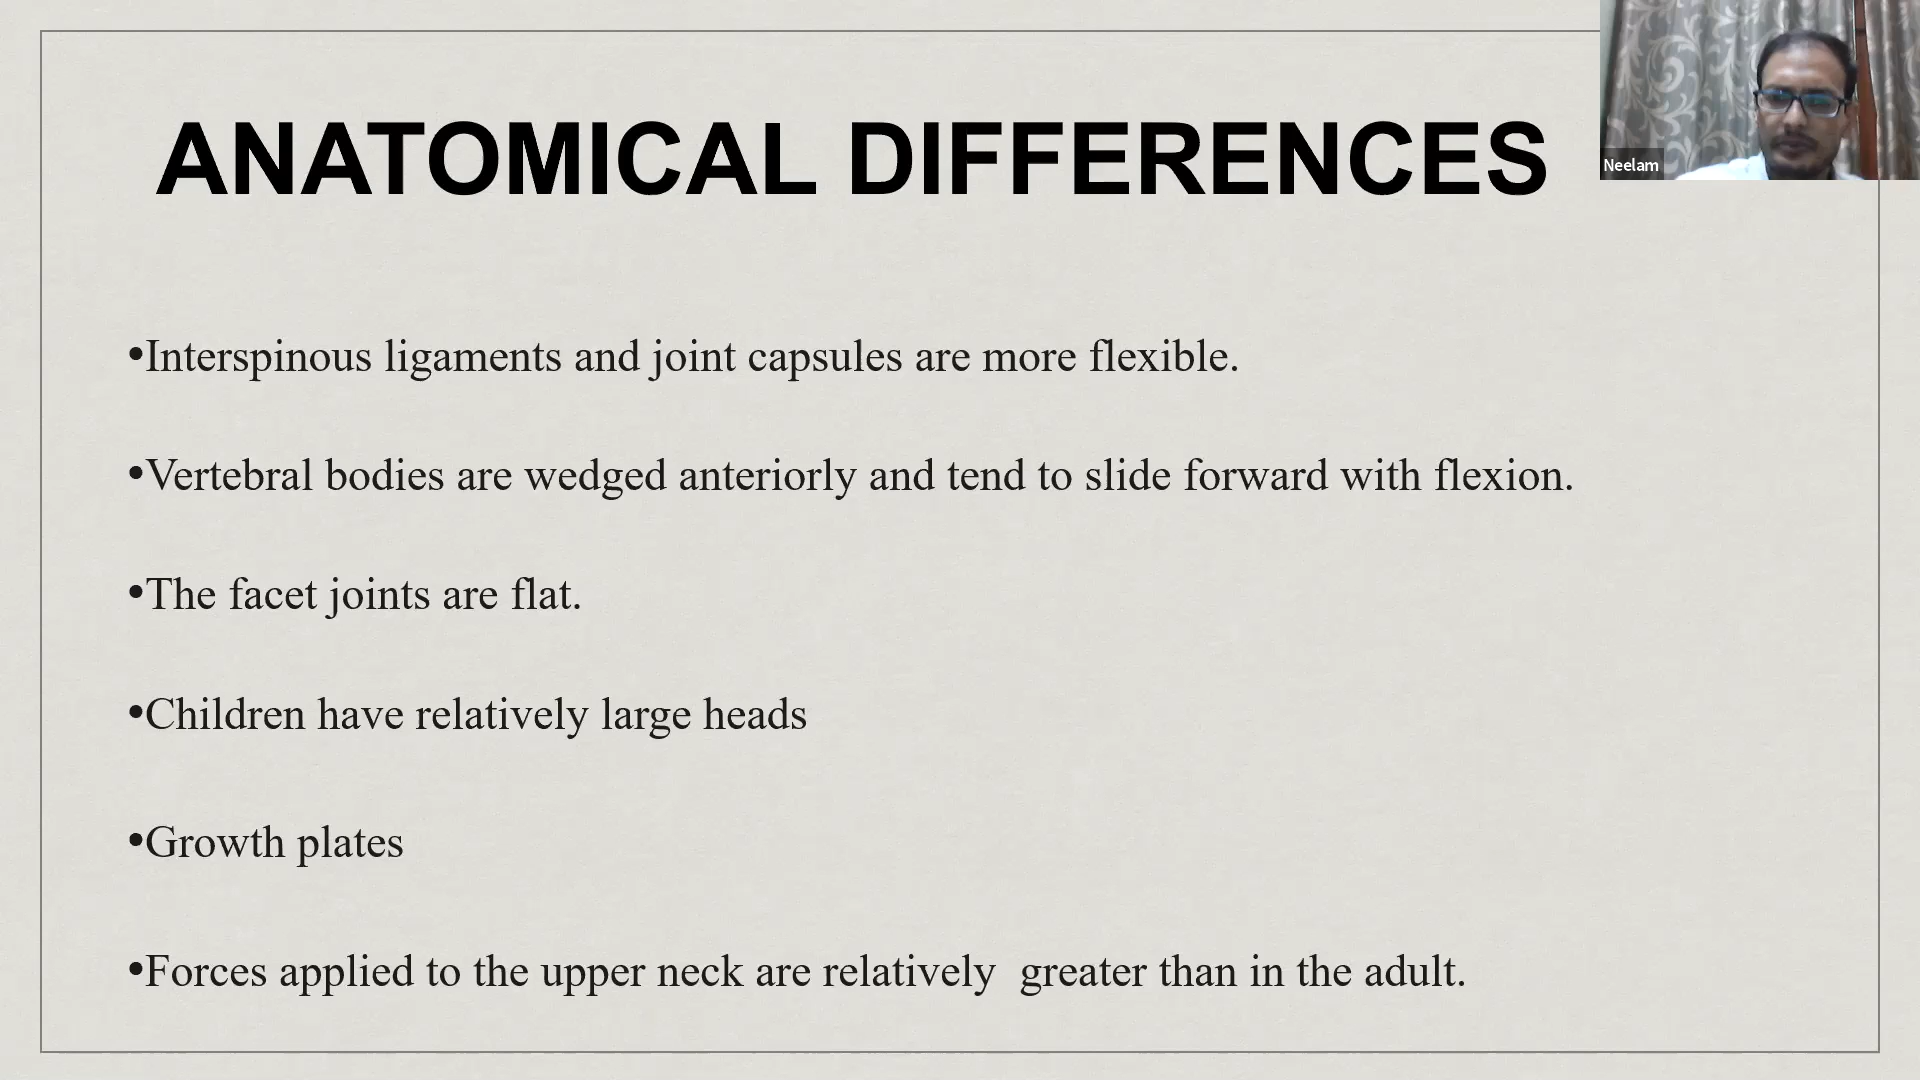 ANATOMICAL DIFFERENCES
Neelam
•Interspinous ligaments and joint capsules are more flexible.
•Vertebral bodies are wedged anteriorly and tend to slide forward with flexion.
•The facet joints are flat.
•Children have relatively large heads
•Growth plates
•Forces applied to the upper neck are relatively  greater than in the adult.